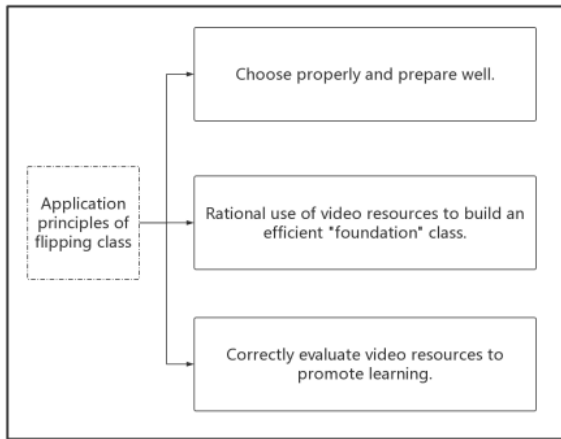 Choose properly and prepare well.
Application
principles of
flipping class
Rational use of video resources to build an
efficient "foundation" class.
Correctly evaluate video resources to
promote learning.